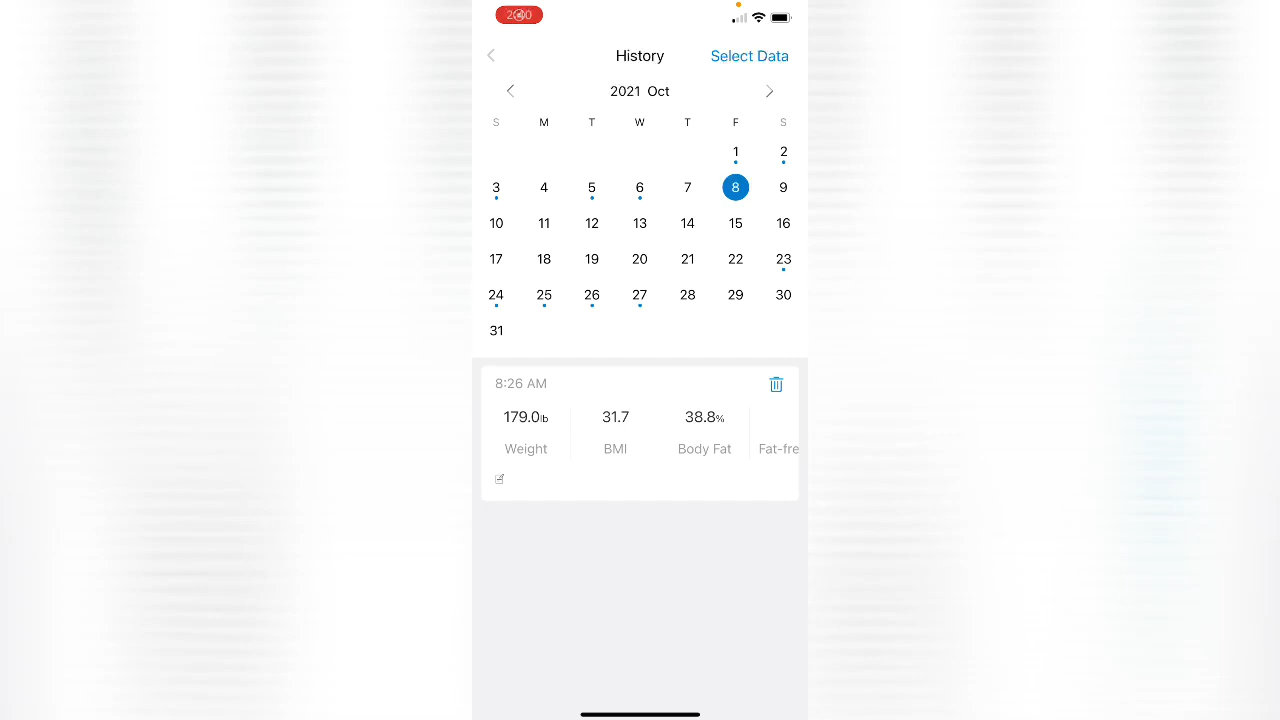 History Select Data
2021 Oct
S M T W T F S
1 2
3 4 5 6 7 8 9
10 11 12 13 14 15 16
17 18 19 20 21 22 23
24 25 26 27 28 29 30
31
8:26 AM
179.0lb 31.7 38.8%
Weight BMI Body Fat Fat-fre